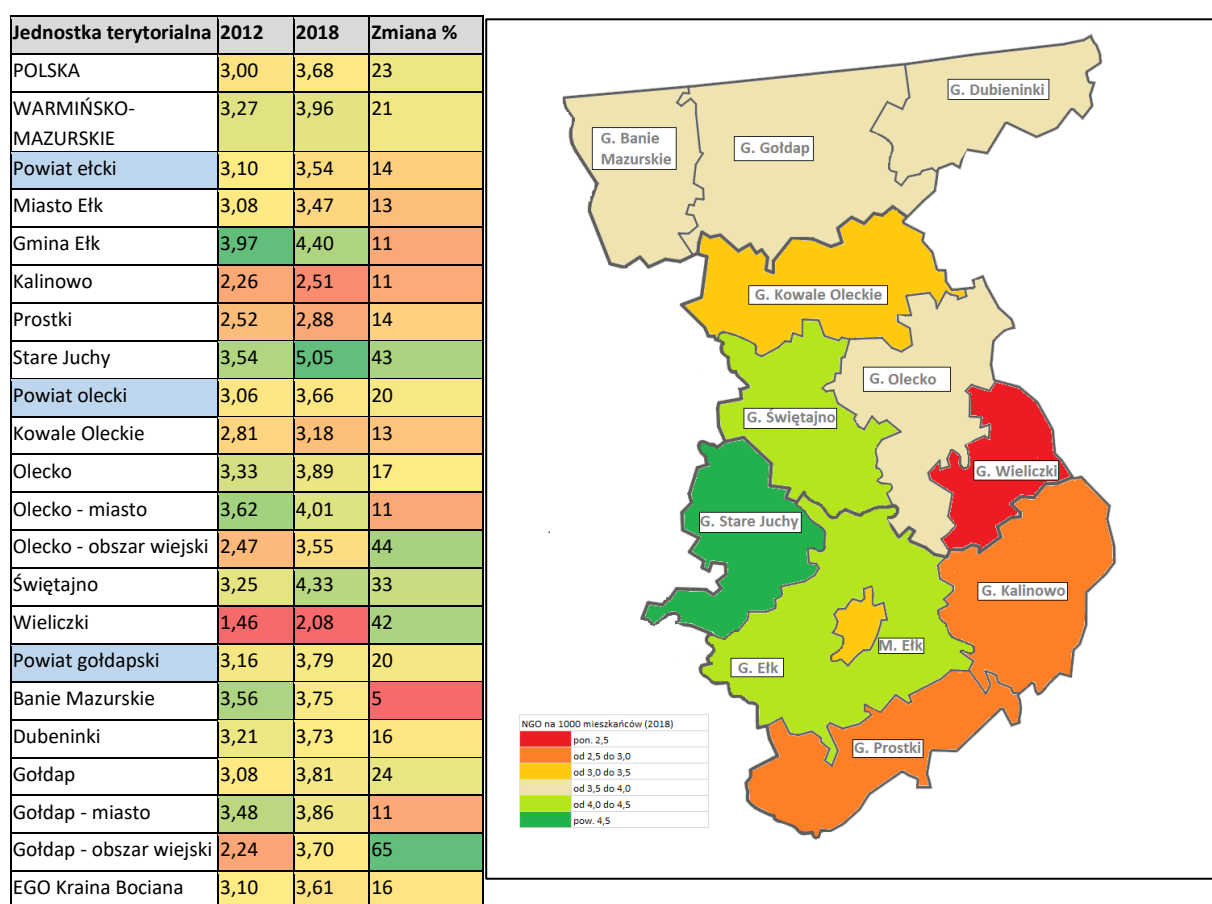 Jednostka terytorialna 2012 2018 Zmiana %
POLSKA 3,00 3,68 23
WARMIŃSKO-
MAZURSKIE 3,27 3,96 21
Powiat ełcki 3,10 3,54 14
Miasto Ełk 3,08 3,47 13
Gmina Ełk 3,97 4,40 11
Kalinowo 2,26 2,51 11
Prostki 2,52 2,88 14
Stare Juchy 3,54 5,05 43
Powiat olecki 3,06 3,66 20
Kowale Oleckie 2,81 3,18 13
Olecko 3,33 3,89 17
Olecko - miasto 3,62 4,01 11
Olecko - obszar wiejski 2,47 3,55 44
Świętajno 3,25 4,33 33
Wieliczki 1,46 2,08 42
Powiat gołdapski 3,16 3,79 20
Banie Mazurskie 3,56 3,75 5
Dubeninki 3,21 3,73 16
Gołdap 3,08 3,81 24
Gołdap - miasto 3,48 3,86 11
Gołdap - obszar wiejski 2,24 3,70 65
EGO Kraina Bociana 3,10 3,61 16
G. Dubieninki
G. Banie
Mazurskie
G. Gołdap
G. Kowale Oleckie
G. Olecko
G. Świętajno
G. Wieliczki
G. Stare Juchy
G. Kalinowo
M. Ełk
G. Ełk
G. Prostki
NGO na 1000 mieszkańców (2018)
pon. 2,5
od 2,5 do 3,0
od 3,0 do 3,5
od 3,5 do 4,0
od 4,0 do 4,5
pow. 4,5